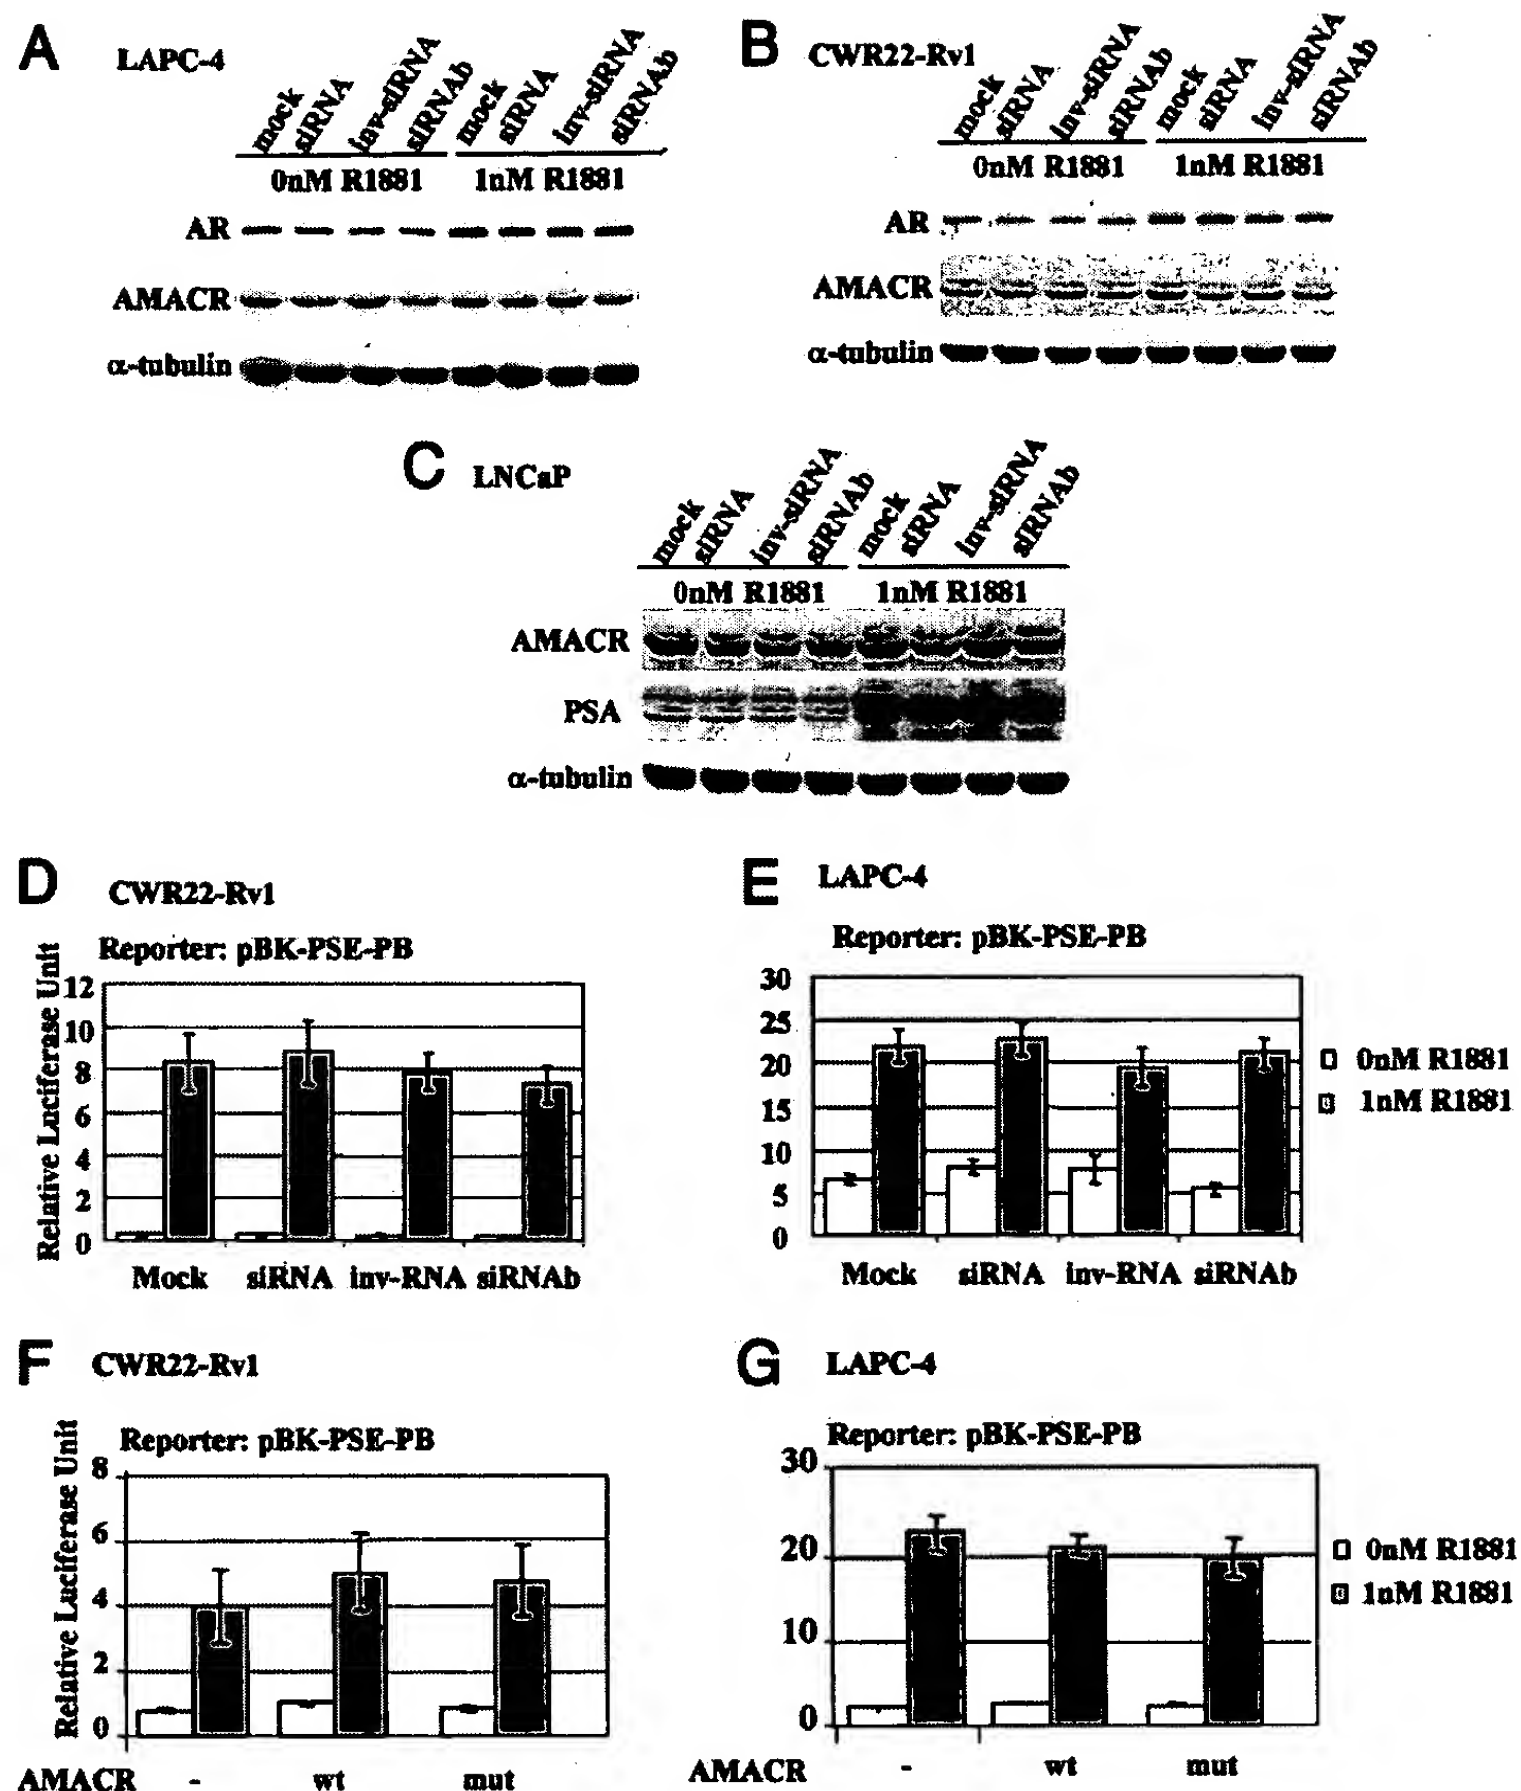 A LAPC-4
mock siRNA inv-siRNA siRNAb mock siRNA inv-siRNA siRNAb
0nM R1881 1nM R1881
AR
AMACR
α-tubulin
B CWR22-Rv1
mock siRNA inv-siRNA siRNAb mock siRNA inv-siRNA siRNAb
0nM R1881 1nM R1881
AR
AMACR
α-tubulin
C LNCaP
mock siRNA inv-siRNA siRNAb mock siRNA inv-siRNA siRNAb
0nM R1881 1nM R1881
AMACR
PSA
α-tubulin
D CWR22-Rv1
Reporter: pBK-PSE-PB
Relative Luciferase Unit
12
10
8
6
4
2
0
Mock siRNA inv-RNA siRNAb
E LAPC-4
Reporter: pBK-PSE-PB
30
25
20
15
10
5
0
Mock siRNA inv-RNA siRNAb
0nM R1881
1nM R1881
F CWR22-Rv1
Reporter: pBK-PSE-PB
Relative Luciferase Unit
8
6
4
2
0
AMACR - wt mut
G LAPC-4
Reporter: pBK-PSE-PB
30
20
10
0
AMACR - wt mut
0nM R1881
1nM R1881